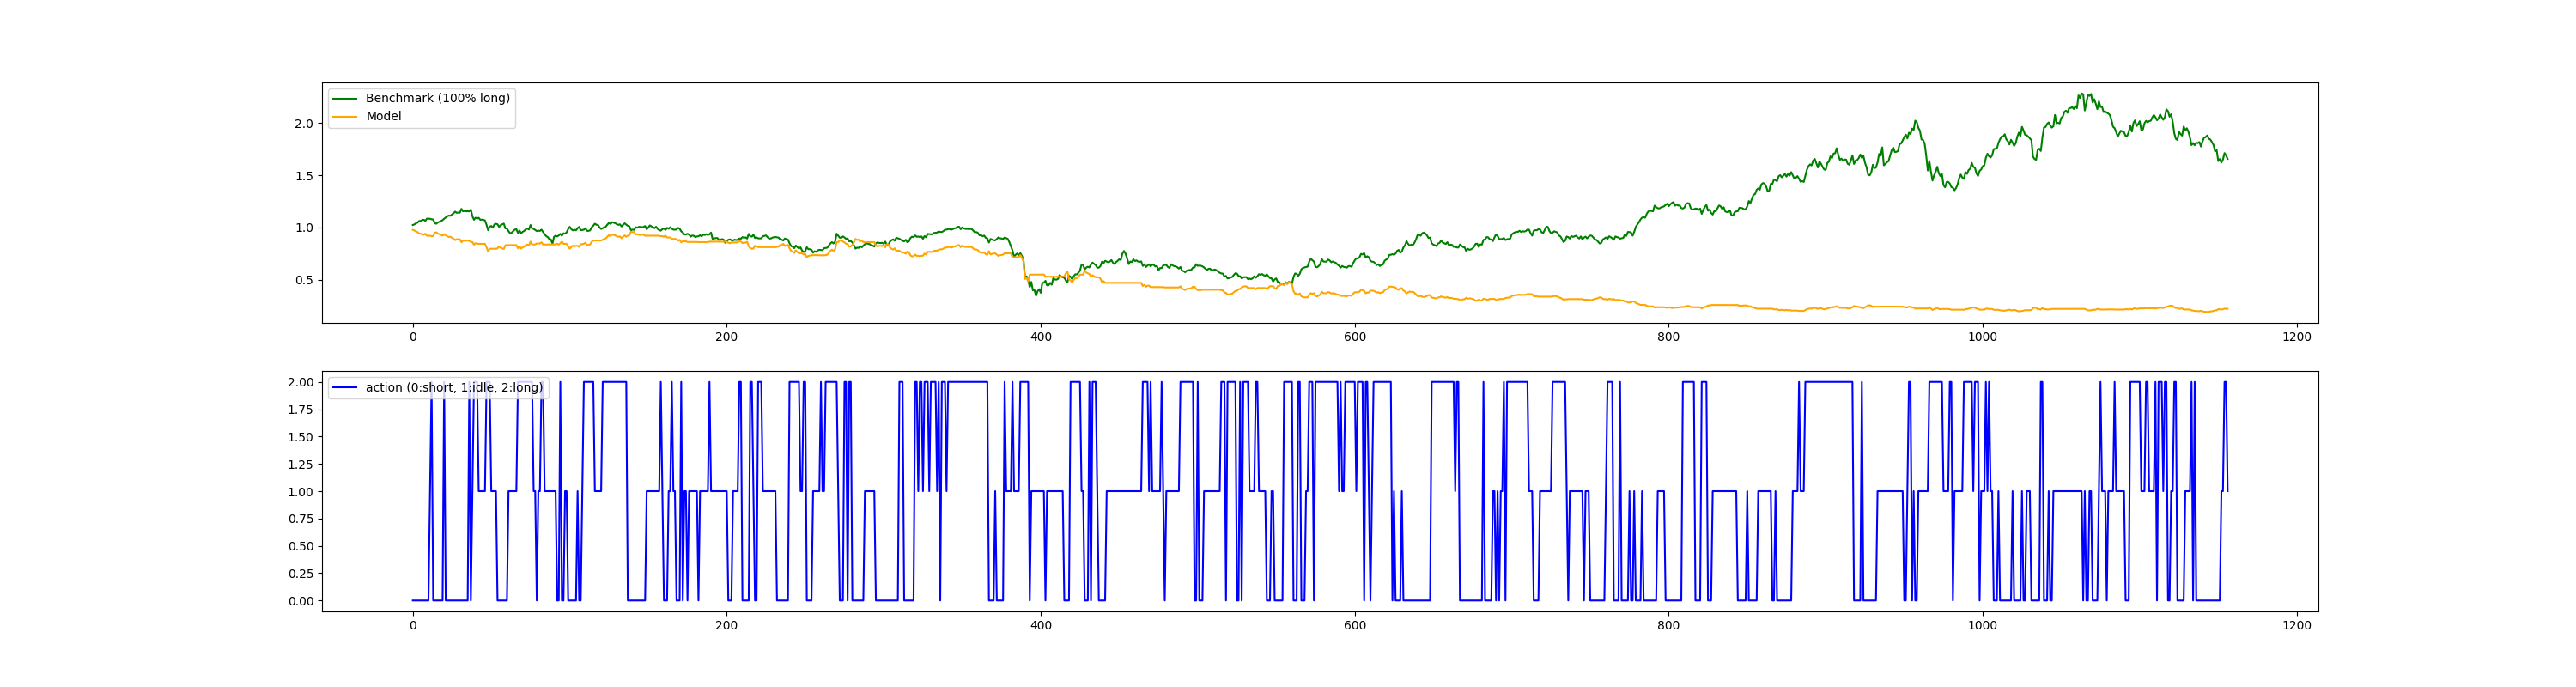 Benchmark (100% long)
Model
2.0
1.5
1.0
0.5
0 200 400 600 800 1000 1200
action (0:short, 1:idle, 2:long)
2.00
1.75
1.50
1.25
1.00
0.75
0.50
0.25
0.00
0 200 400 600 800 1000 1200